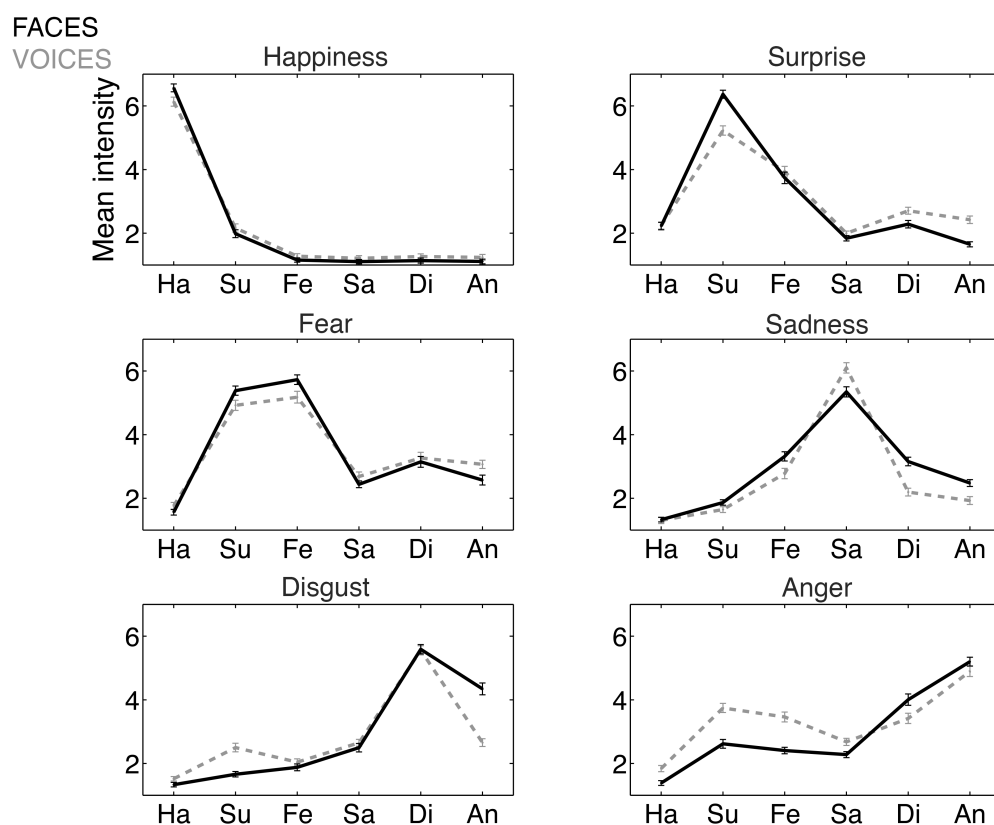 FACES
VOICES
Happiness
Surprise
Mean intensity
6
4
2
Ha Su Fe Sa Di An
6
4
2
Ha Su Fe Sa Di An
Fear
Sadness
6
4
2
Ha Su Fe Sa Di An
6
4
2
Ha Su Fe Sa Di An
Disgust
Anger
6
4
2
Ha Su Fe Sa Di An
6
4
2
Ha Su Fe Sa Di An